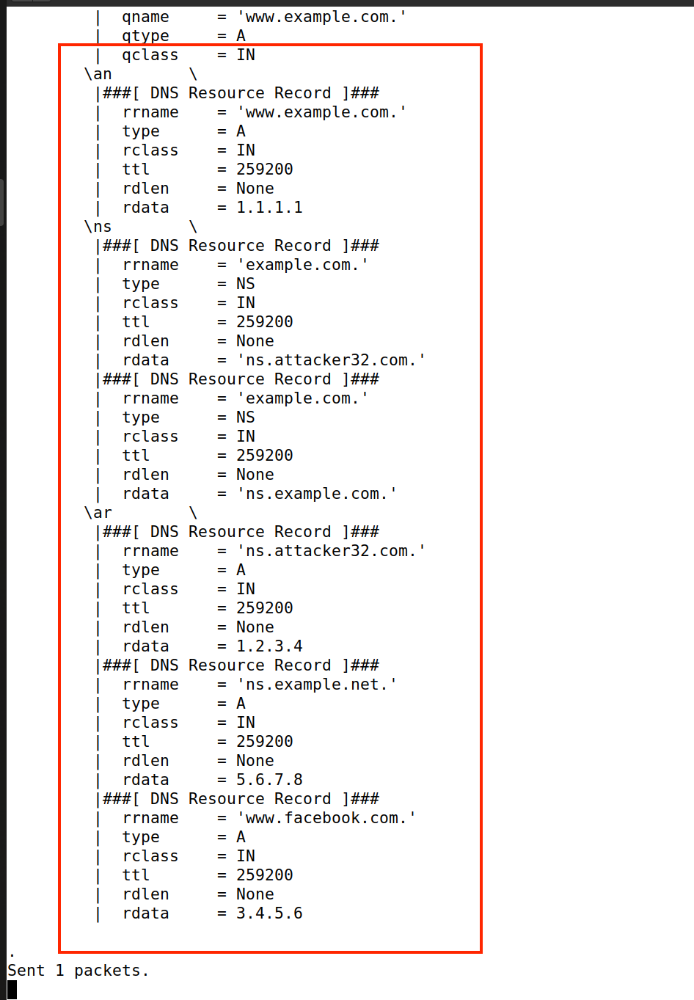 |  qname     = 'www.example.com.'
|  qtype     = A
|  qclass    = IN
\an        \
|###[ DNS Resource Record ]###
|  rrname    = 'www.example.com.'
|  type      = A
|  rclass    = IN
|  ttl       = 259200
|  rdlen     = None
|  rdata     = 1.1.1.1
\ns        \
|###[ DNS Resource Record ]###
|  rrname    = 'example.com.'
|  type      = NS
|  rclass    = IN
|  ttl       = 259200
|  rdlen     = None
|  rdata     = 'ns.attacker32.com.'
|###[ DNS Resource Record ]###
|  rrname    = 'example.com.'
|  type      = NS
|  rclass    = IN
|  ttl       = 259200
|  rdlen     = None
|  rdata     = 'ns.example.com.'
\ar        \
|###[ DNS Resource Record ]###
|  rrname    = 'ns.attacker32.com.'
|  type      = A
|  rclass    = IN
|  ttl       = 259200
|  rdlen     = None
|  rdata     = 1.2.3.4
|###[ DNS Resource Record ]###
|  rrname    = 'ns.example.net.'
|  type      = A
|  rclass    = IN
|  ttl       = 259200
|  rdlen     = None
|  rdata     = 5.6.7.8
|###[ DNS Resource Record ]###
|  rrname    = 'www.facebook.com.'
|  type      = A
|  rclass    = IN
|  ttl       = 259200
|  rdlen     = None
|  rdata     = 3.4.5.6
.
Sent 1 packets.